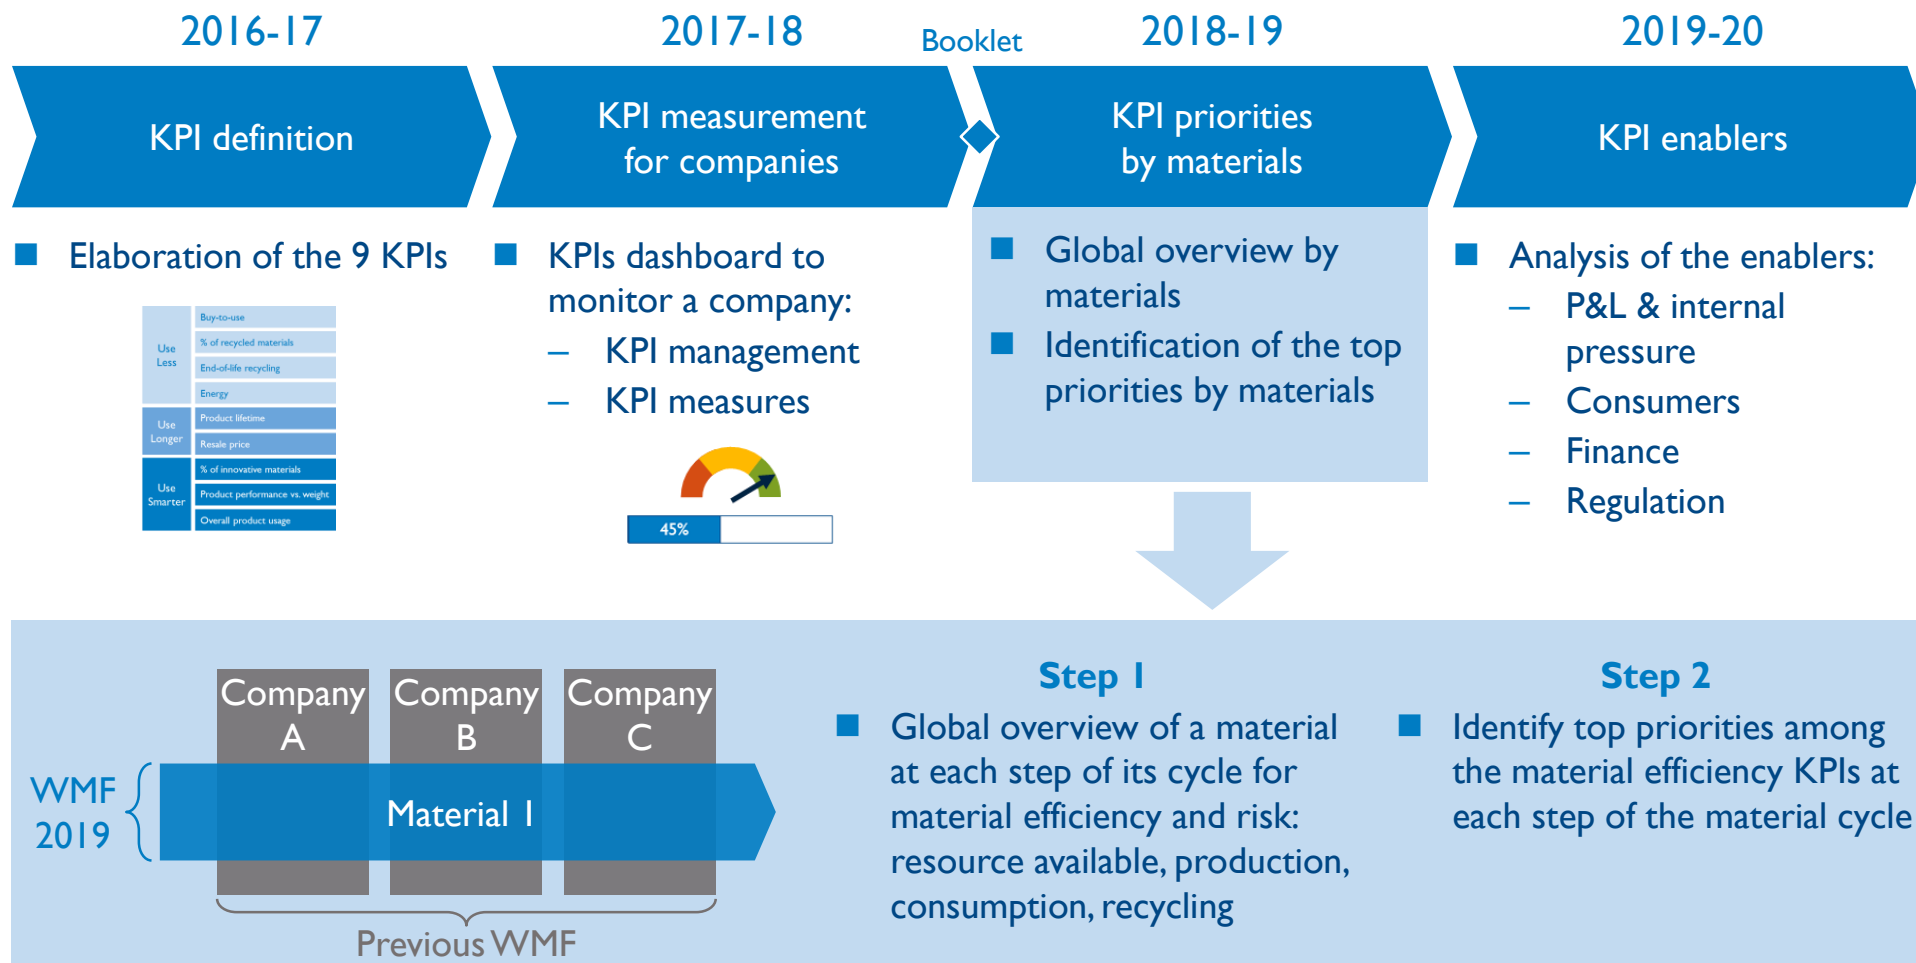 2016-17
2017-18
Booklet
2018-19
2019-20
KPI definition
KPI measurement
for companies
KPI priorities
by materials
KPI enablers
■ Elaboration of the 9 KPIs
Use
Less
Buy-to-use
% of recycled materials
End-of-life recycling
Energy
Use
Longer
Product lifetime
Resale price
Use
Smarter
% of innovative materials
Product performance vs. weight
Overall product usage
■ KPIs dashboard to
monitor a company:
– KPI management
– KPI measures
45%
■ Global overview by
materials
■ Identification of the top
priorities by materials
■ Analysis of the enablers:
– P&L & internal
pressure
– Consumers
– Finance
– Regulation
Company
A
Company
B
Company
C
WMF
2019
Material 1
Previous WMF
Step 1
■ Global overview of a material
at each step of its cycle for
material efficiency and risk:
resource available, production,
consumption, recycling
Step 2
■ Identify top priorities among
the material efficiency KPIs at
each step of the material cycle